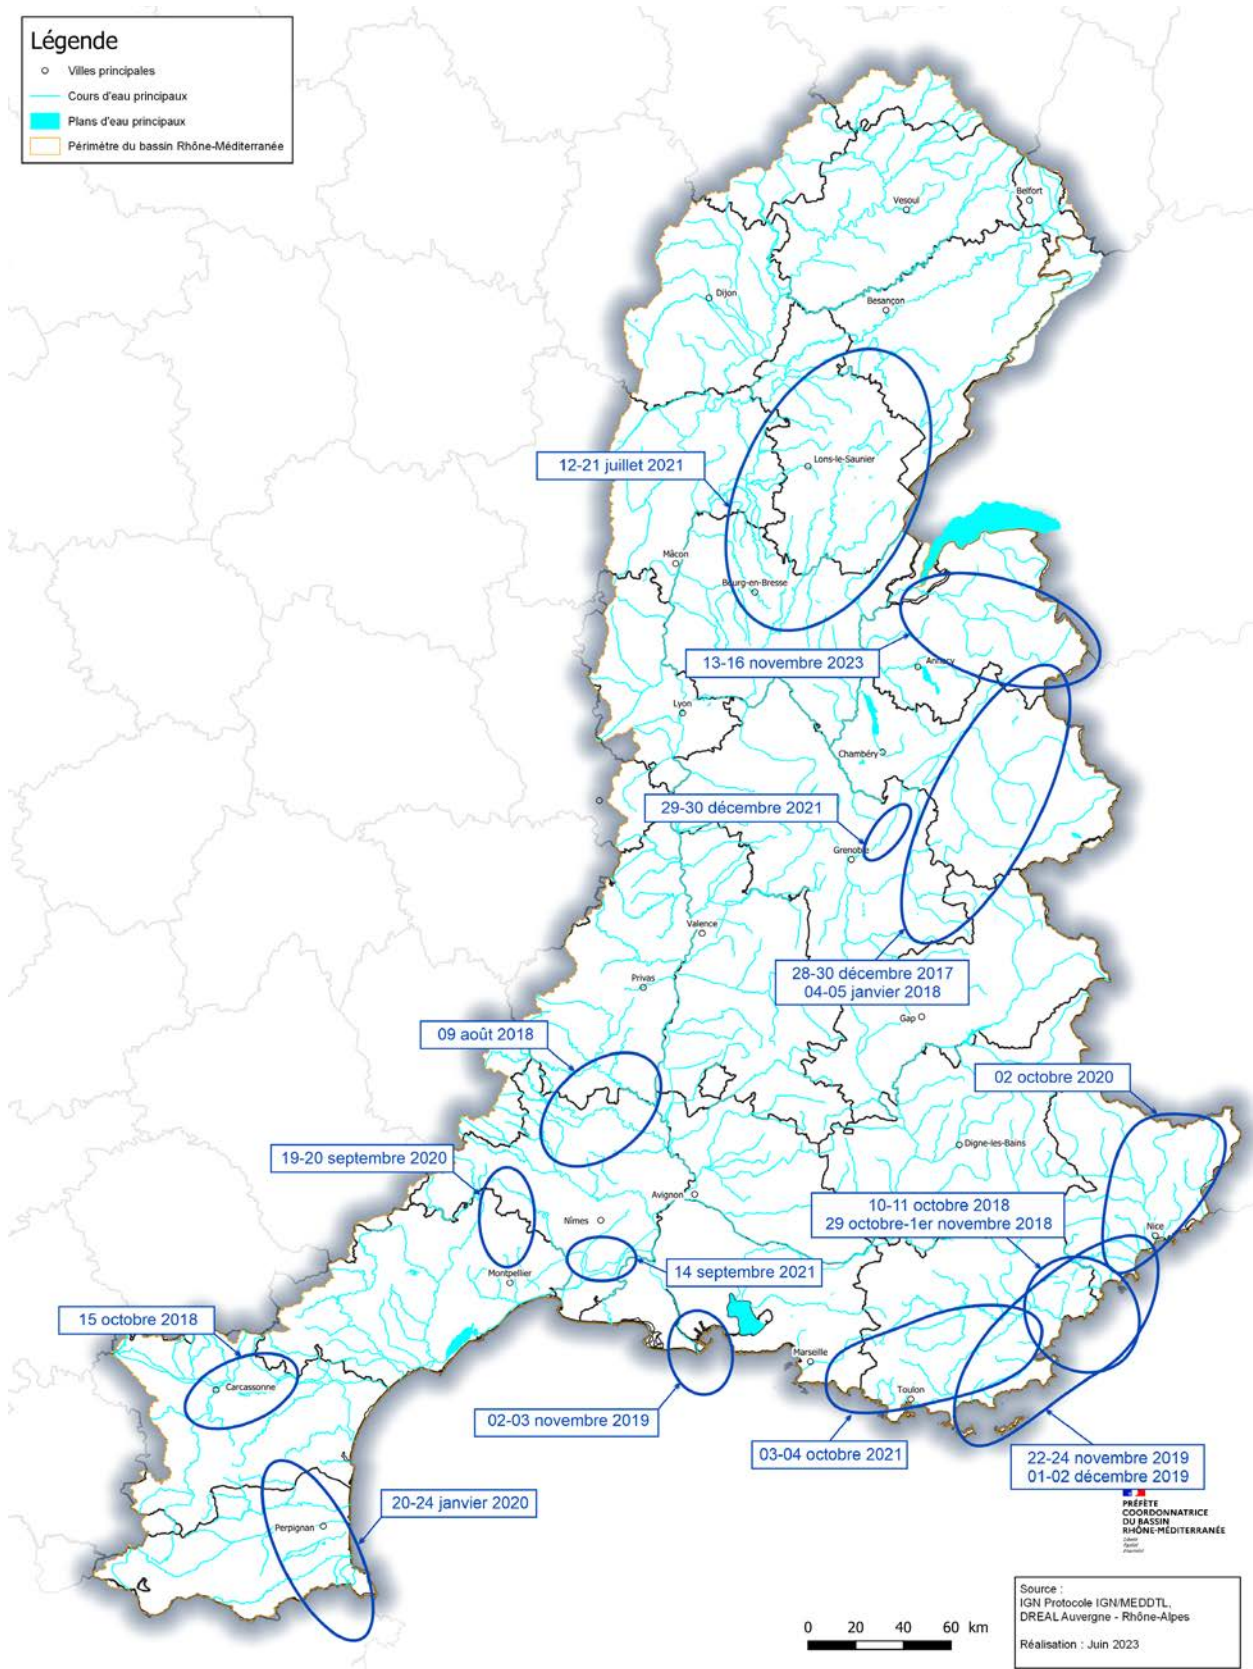 Légende
Villes principales
Cours d'eau principaux
Plans d'eau principaux
Périmètre du bassin Rhône-Méditerranée
Belfort
Vesoul
Dijon
Besançon
12-21 juillet 2021
Lons-le-Saunier
Mâcon
Bourg-en-Bresse
13-16 novembre 2023
Annecy
Lyon
Chambéry
29-30 décembre 2021
Grenoble
Valence
28-30 décembre 2017
04-05 janvier 2018
Privas
Gap
09 août 2018
02 octobre 2020
Digne-les-Bains
19-20 septembre 2020
Avignon
10-11 octobre 2018
29 octobre-1er novembre 2018
Nîmes
Nice
14 septembre 2021
Montpellier
15 octobre 2018
Marseille
Carcassonne
Toulon
02-03 novembre 2019
03-04 octobre 2021
22-24 novembre 2019
01-02 décembre 2019
20-24 janvier 2020
Perpignan
PRÉFÈTE
COORDONNATRICE
DU BASSIN
RHÔNE-MÉDITERRANÉE
Source :
IGN Protocole IGN/MEDDTL,
DREAL Auvergne - Rhône-Alpes
Réalisation : Juin 2023
0 20 40 60 km